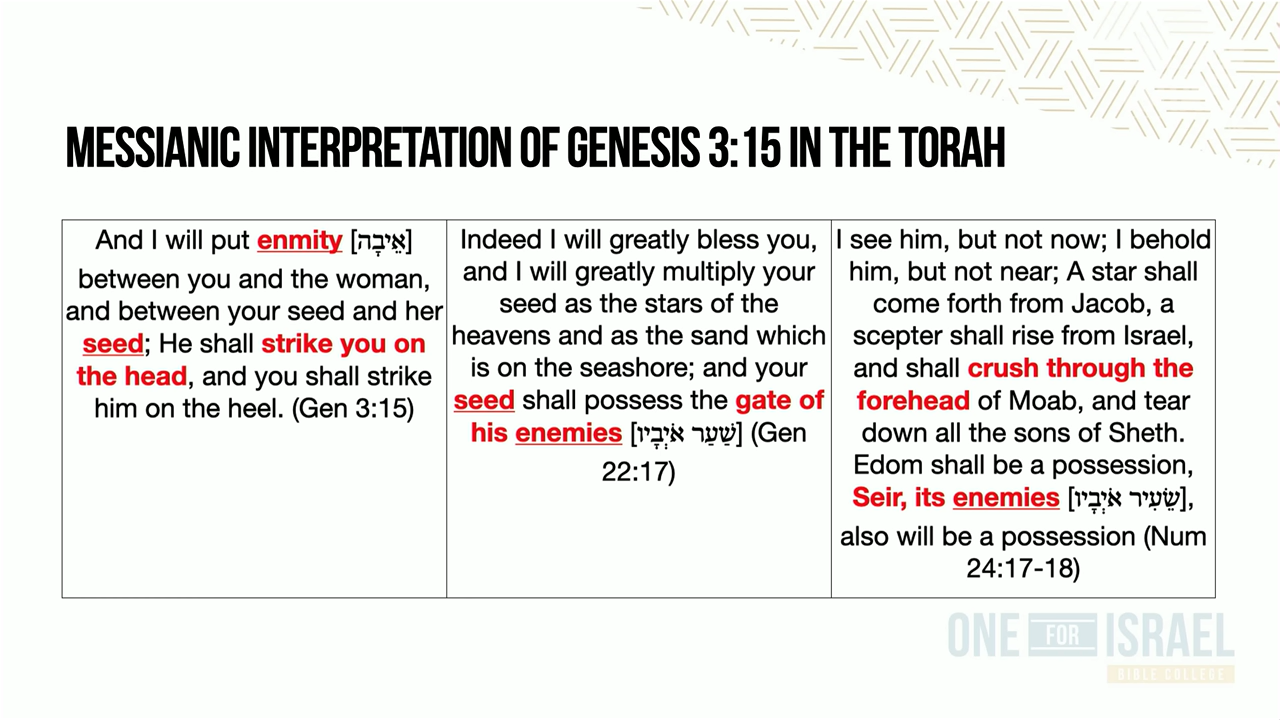 MESSIANIC INTERPRETATION OF GENESIS 3:15 IN THE TORAH
And I will put enmity [אֵיבָה]
between you and the woman,
and between your seed and her
seed; He shall strike you on
the head, and you shall strike
him on the heel. (Gen 3:15)
Indeed I will greatly bless you,
and I will greatly multiply your
seed as the stars of the
heavens and as the sand which
is on the seashore; and your
seed shall possess the gate of
his enemies [שַׁעַר אֹיְבָיו] (Gen
22:17)
I see him, but not now; I behold
him, but not near; A star shall
come forth from Jacob, a
scepter shall rise from Israel,
and shall crush through the
forehead of Moab, and tear
down all the sons of Sheth.
Edom shall be a possession,
Seir, its enemies [שֵׂעִיר אֹיְבָיו],
also will be a possession (Num
24:17-18)
ONE FOR ISRAEL
BIBLE COLLEGE